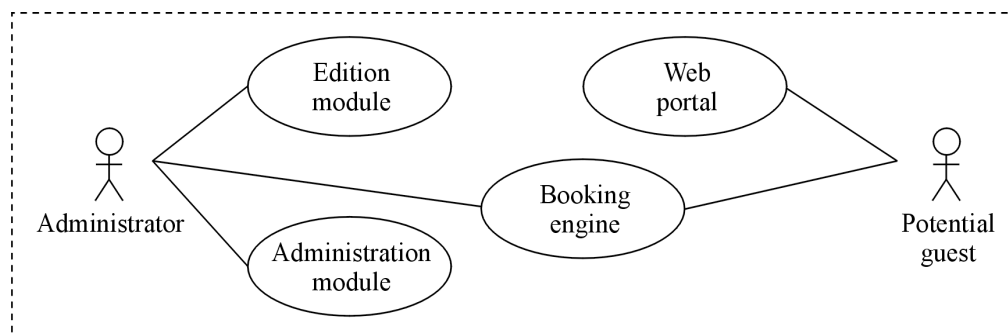 Edition
module
Web
portal
Administrator
Booking
engine
Potential
guest
Administration
module